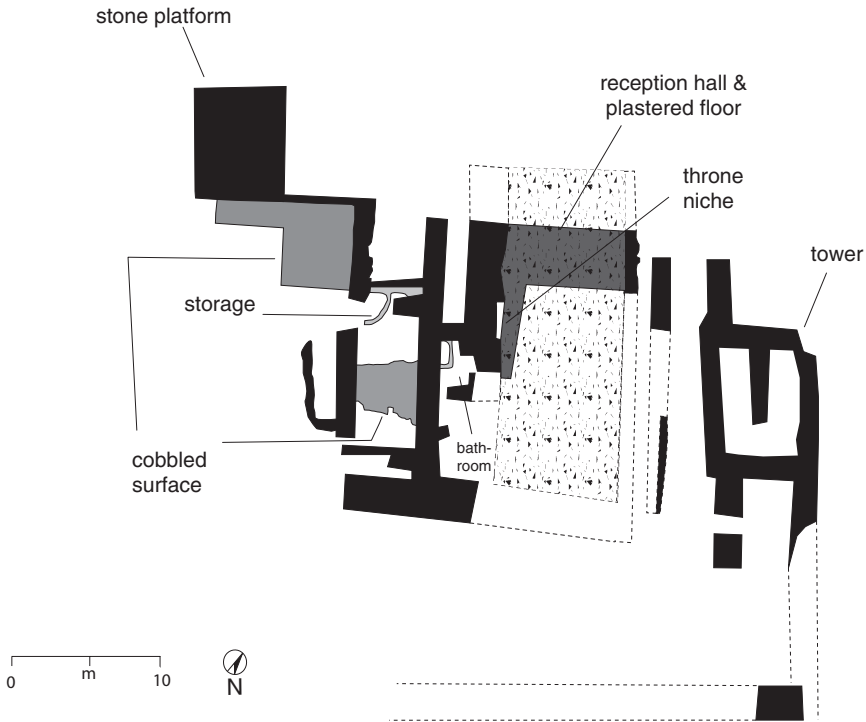 stone platform
reception hall &
plastered floor
throne
niche
tower
storage
bath-
room
cobbled
surface
0
m
10
N